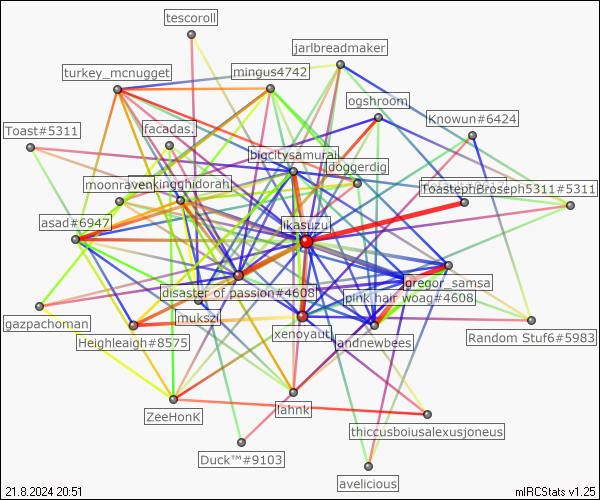 tescoroll
jarlbreadmaker
turkey_mcnugget
mingus4742
ogshroom
Knowun#6424
Toast#5311
facadas.
bigcitysamurai
doggerdig
moonraven
kingghidorah
ToastephBroseph5311#5311
asad#6947
ikasuzu
gregor_samsa
disaster of passion#4608
pink hair woag#4608
gazpachoman
mukszi
Heighleaigh#8575
xenoyaut
andnewbees
Random Stuf6#5983
ZeeHonK
lahnk
thiccusboiusalexusjoneus
Duck™#9103
avelicious
21.8.2024 20:51
mIRCStats v1.25